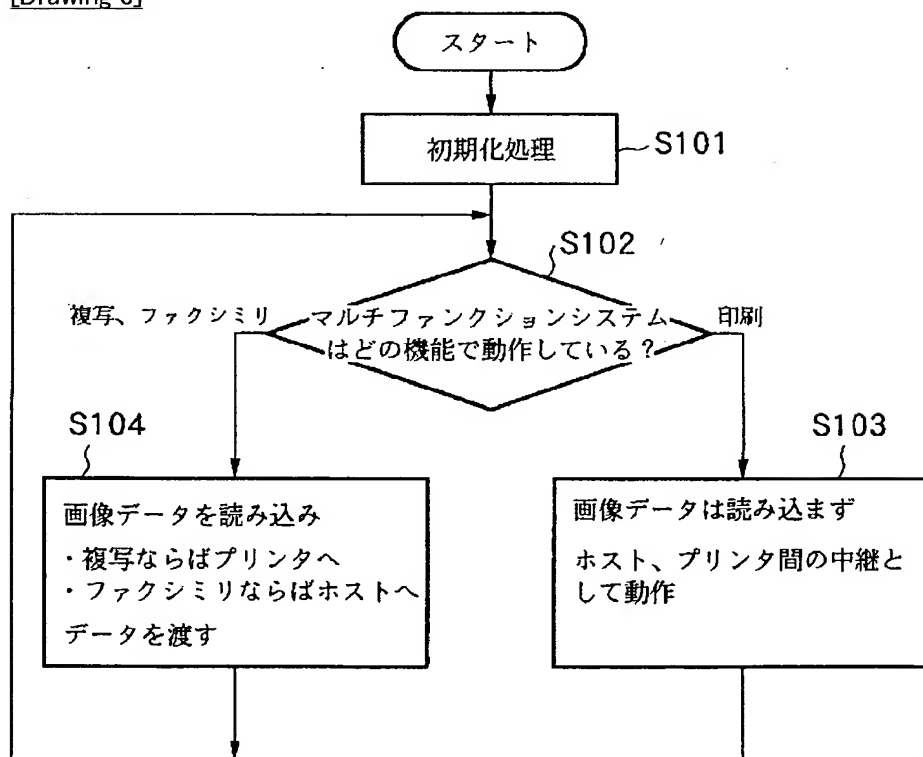 スタート
初期化処理
S101
S102
複写、ファクシミリ
マルチファンクションシステム
はどの機能で動作している？
印刷
S104
画像データを読み込み
・複写ならばプリンタへ
・ファクシミリならばホストへ
データを渡す
S103
画像データは読み込まず
ホスト、プリンタ間の中継と
して動作